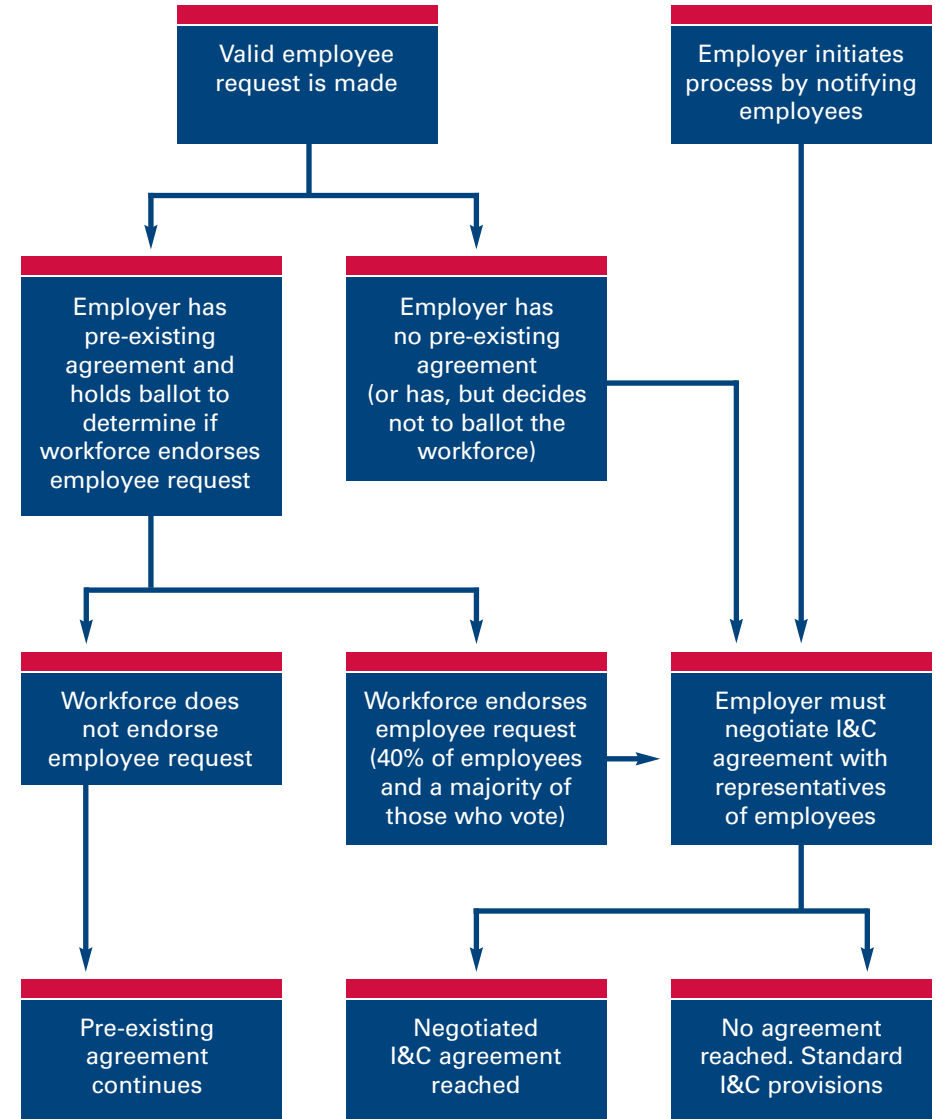 Valid employee
request is made
Employer initiates
process by notifying
employees
Employer has
pre-existing
agreement and
holds ballot to
determine if
workforce endorses
employee request
Employer has
no pre-existing
agreement
(or has, but decides
not to ballot the
workforce)
Workforce does
not endorse
employee request
Workforce endorses
employee request
(40% of employees
and a majority of
those who vote)
Employer must
negotiate I&C
agreement with
representatives
of employees
Pre-existing
agreement
continues
Negotiated
I&C agreement
reached
No agreement
reached. Standard
I&C provisions